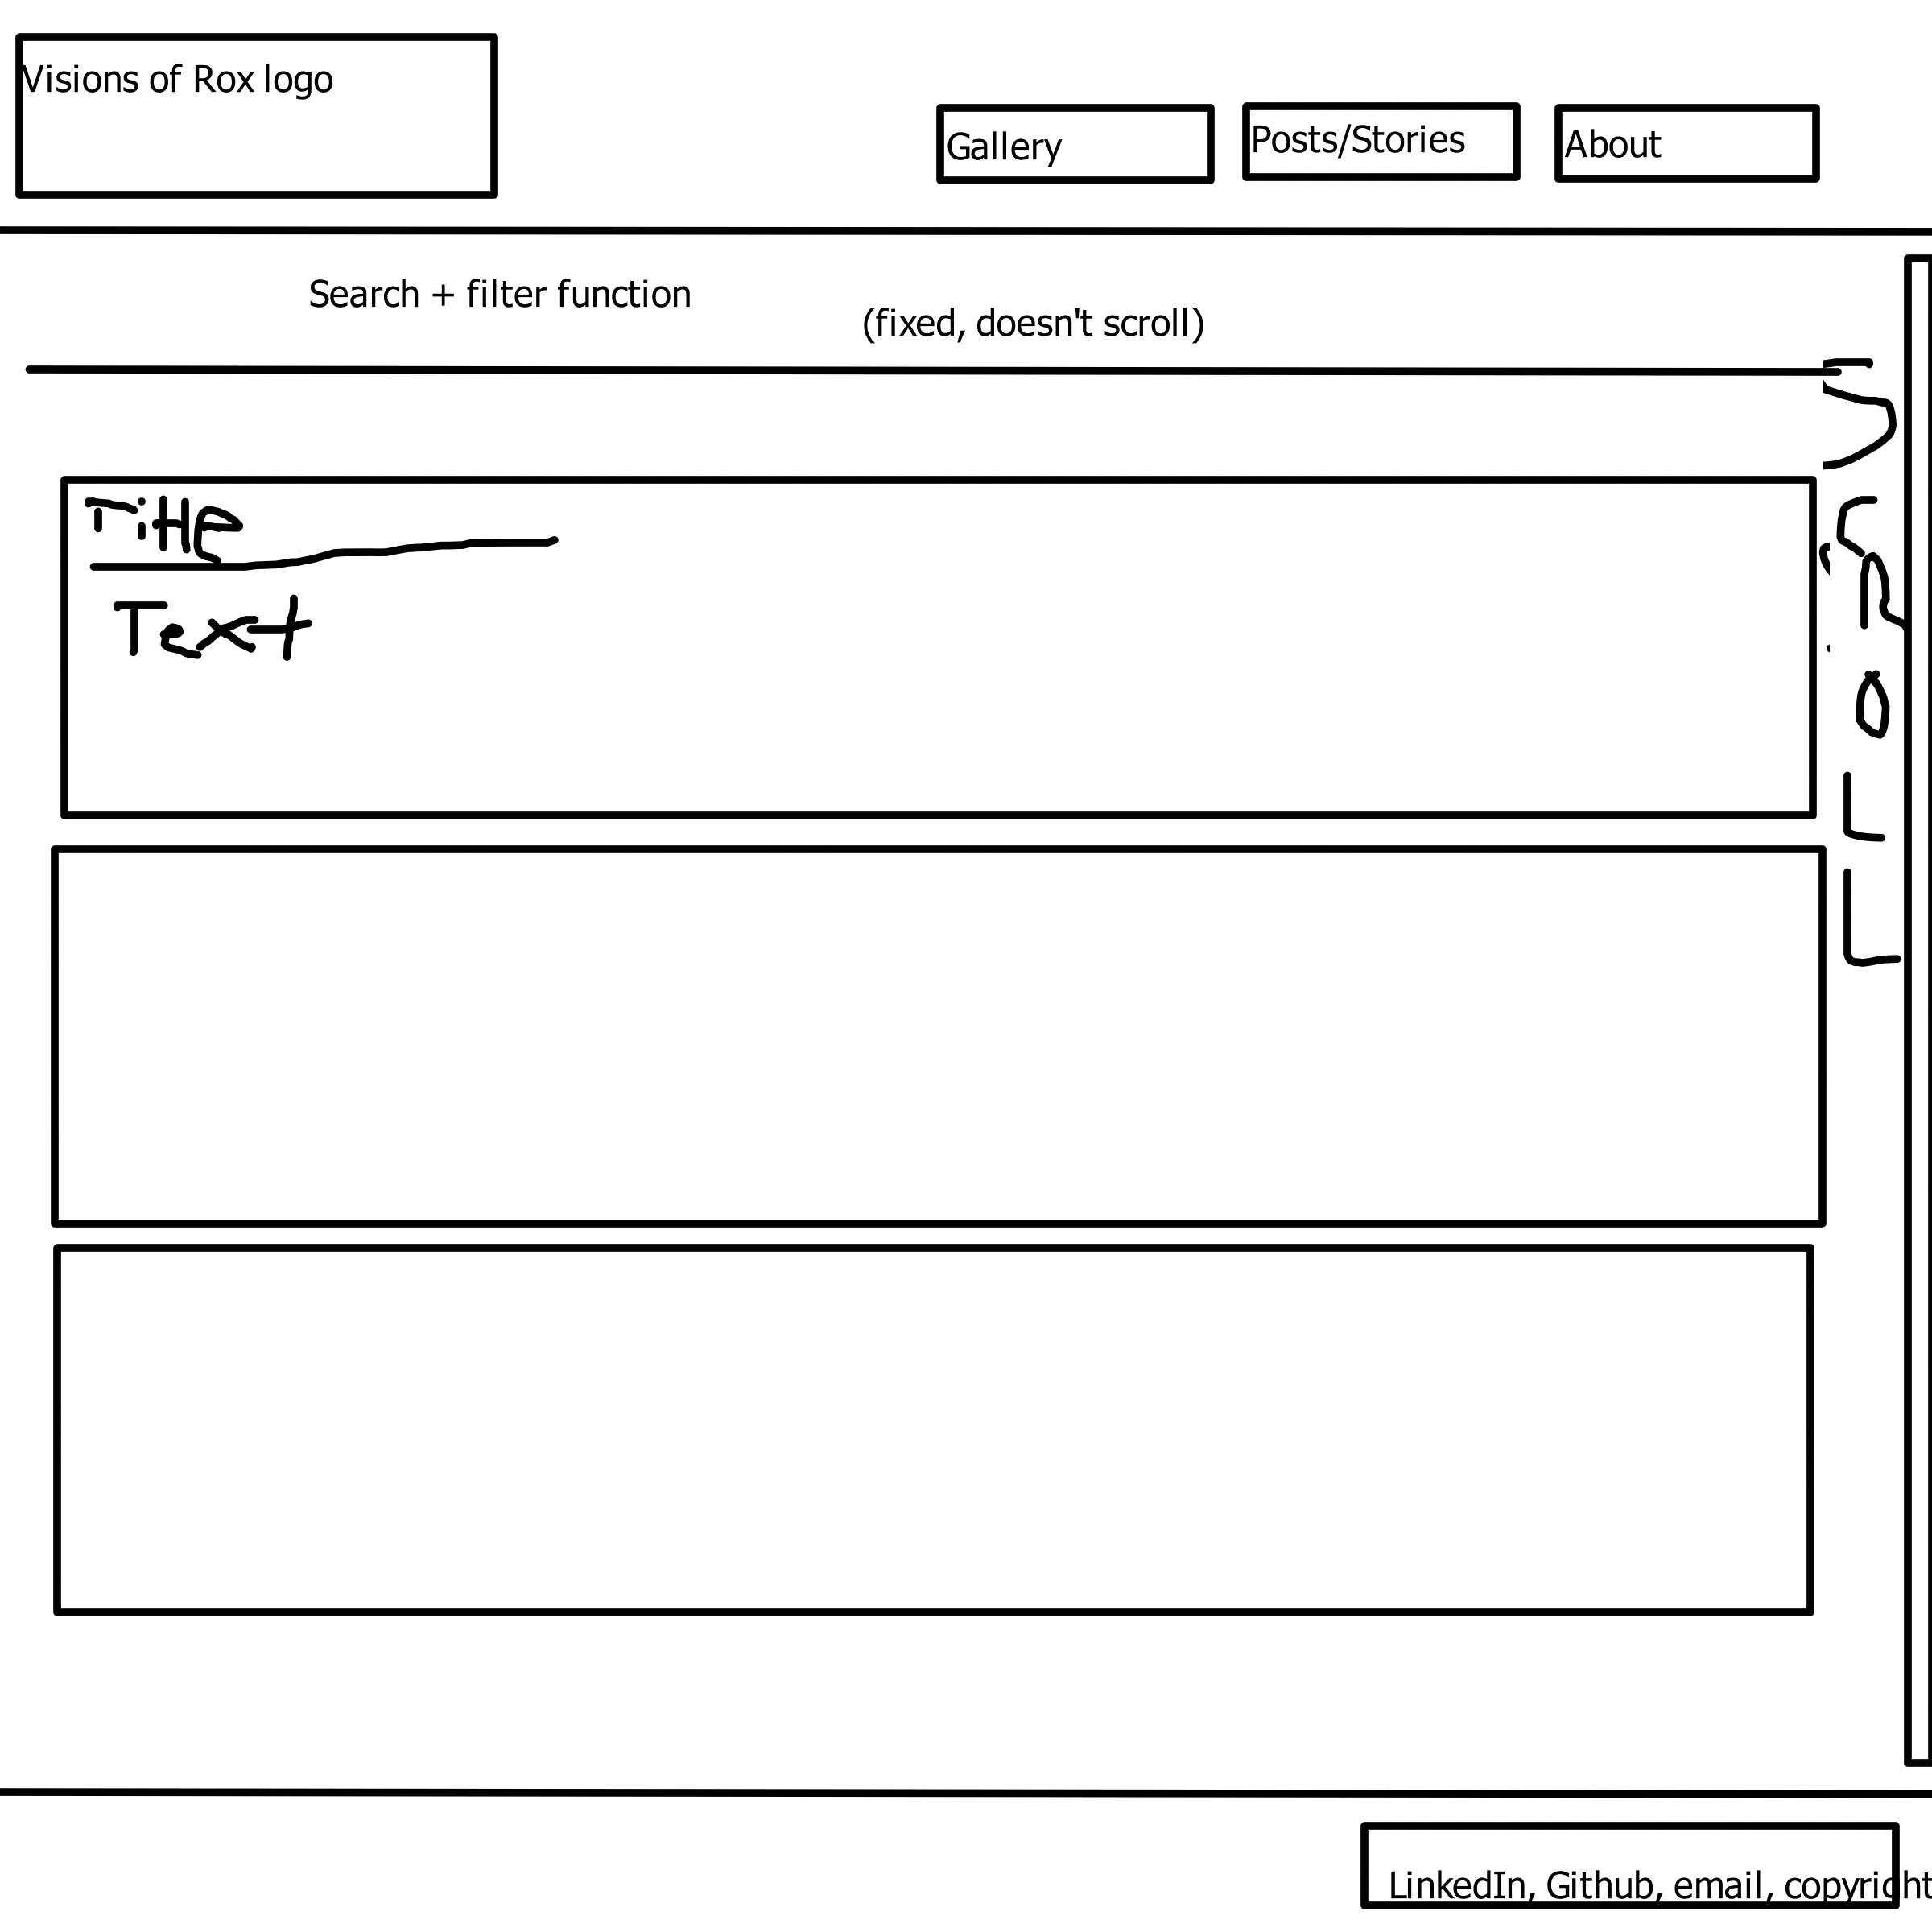 Visions of Rox logo
Gallery
Posts/Stories
About
Search + filter function
(fixed, doesn't scroll)
Title
Text
LinkedIn, Github, email, copyright